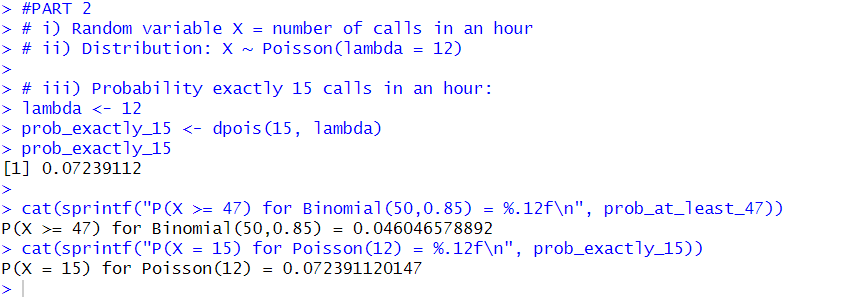 > #PART 2
> # i) Random variable X = number of calls in an hour
> # ii) Distribution: X ~ Poisson(lambda = 12)
>
> # iii) Probability exactly 15 calls in an hour:
> lambda <- 12
> prob_exactly_15 <- dpois(15, lambda)
> prob_exactly_15
[1] 0.07239112
>
> cat(sprintf("P(X >= 47) for Binomial(50,0.85) = %.12f\n", prob_at_least_47))
P(X >= 47) for Binomial(50,0.85) = 0.046046578892
> cat(sprintf("P(X = 15) for Poisson(12) = %.12f\n", prob_exactly_15))
P(X = 15) for Poisson(12) = 0.072391120147
>